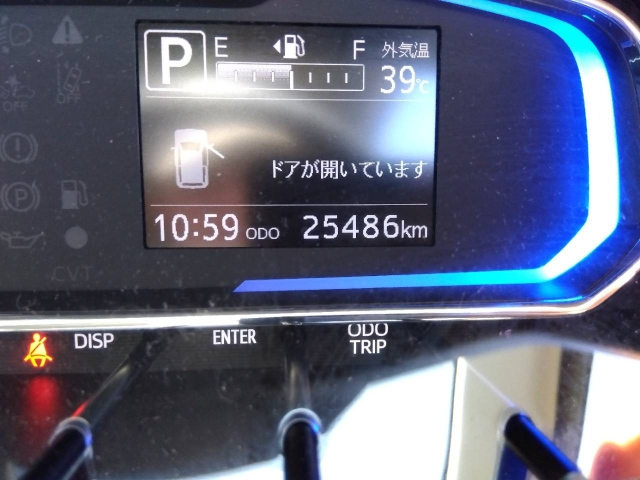 P E F 外気温
39℃
ドアが開いています
10:59 ODO 25486km
OFF OFF
P
CVT
DISP ENTER ODO
TRIP